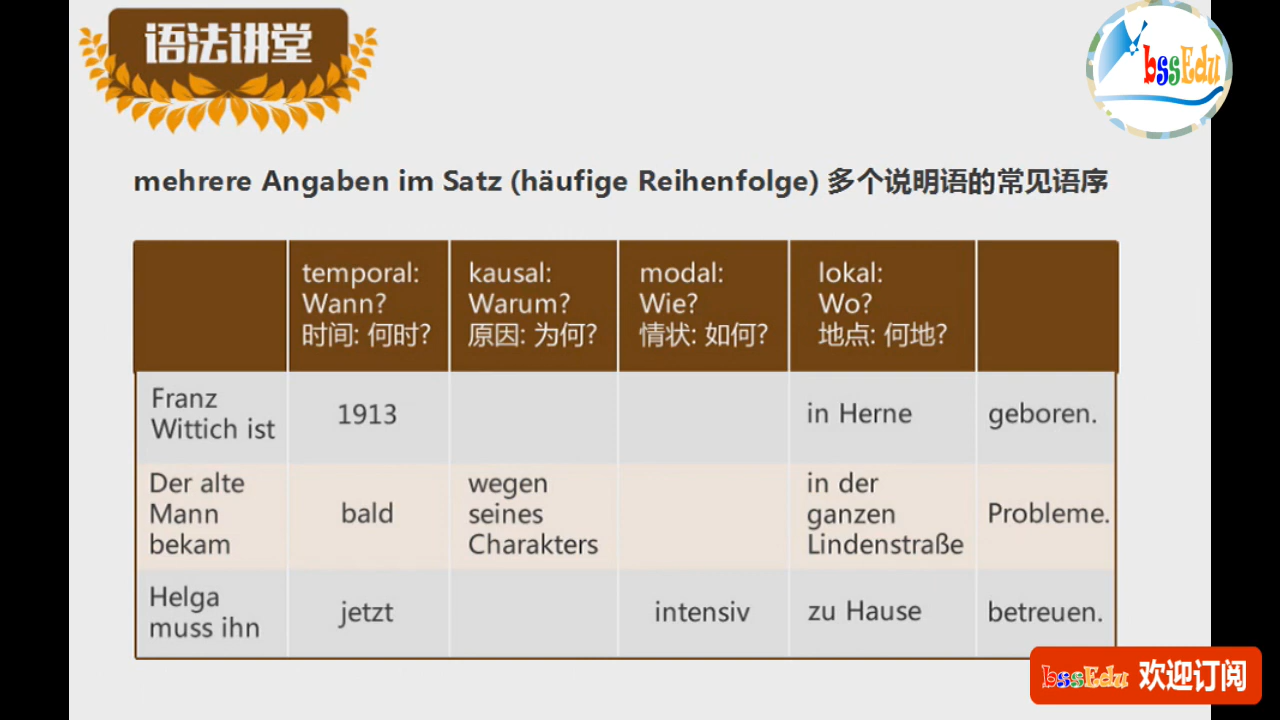 语法讲堂
bssEdu
mehrere Angaben im Satz (häufige Reihenfolge) 多个说明语的常见语序
temporal:
Wann?
时间: 何时?
kausal:
Warum?
原因: 为何?
modal:
Wie?
情状: 如何?
lokal:
Wo?
地点: 何地?
Franz
Wittich ist
1913
in Herne
geboren.
Der alte
Mann
bekam
bald
wegen
seines
Charakters
in der
ganzen
Lindenstraße
Probleme.
Helga
muss ihn
jetzt
intensiv
zu Hause
betreuen.
bssEdu 欢迎订阅